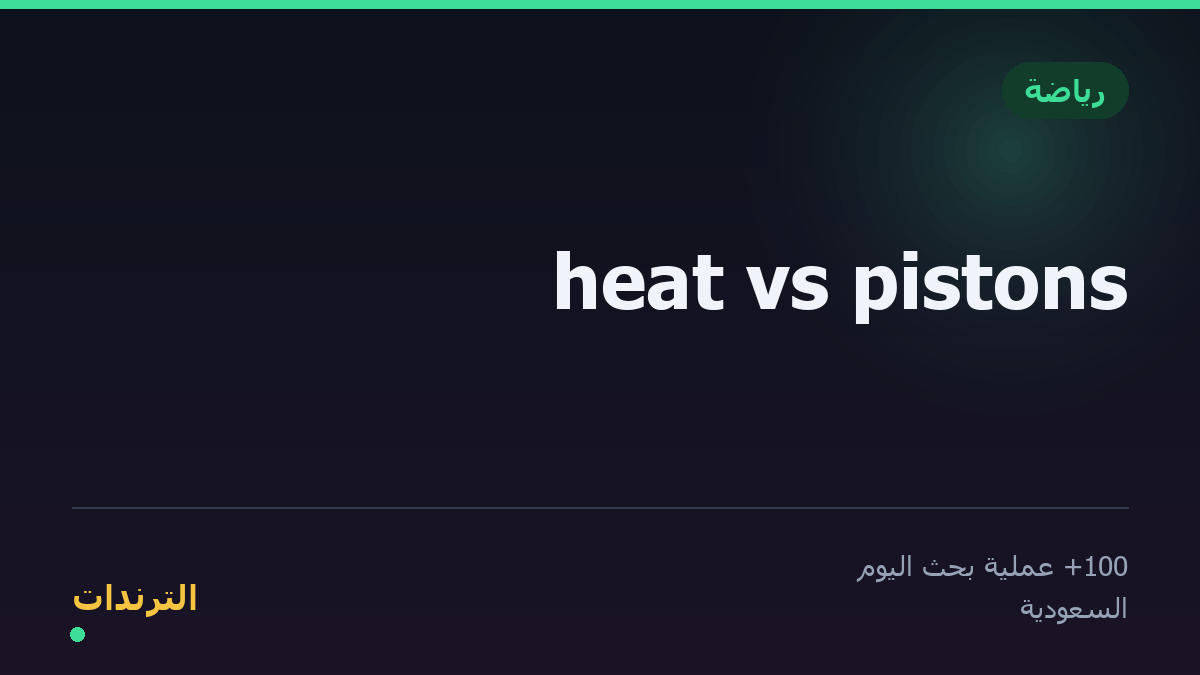 رياضة
heat vs pistons
100+ عملية بحث اليوم
السعودية
الترندات